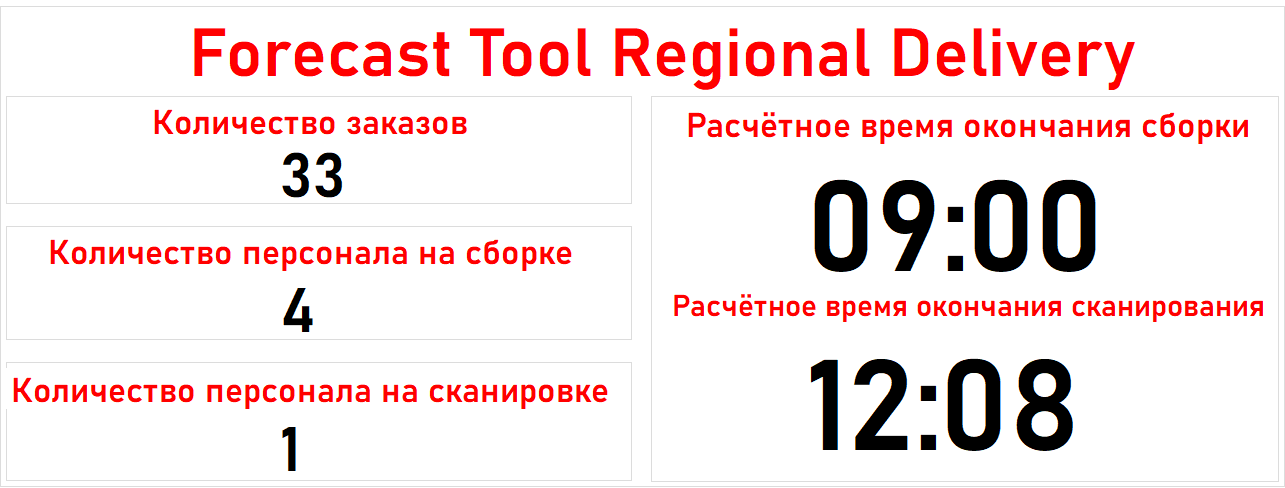 Forecast Tool Regional Delivery
Количество заказов
33
Количество персонала на сборке
4
Количество персонала на сканировке
1
Расчётное время окончания сборки
09:00
Расчётное время окончания сканирования
12:08